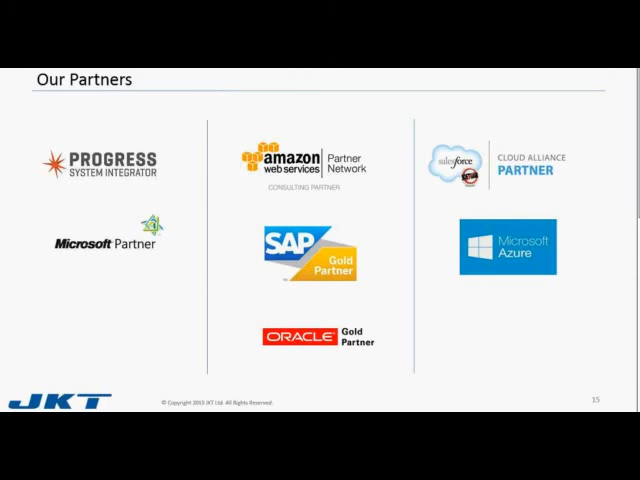 Our Partners
PROGRESS
SYSTEM INTEGRATOR
Microsoft Partner
amazon
web services
Partner
Network
CONSULTING PARTNER
SAP
Gold
Partner
ORACLE
Gold
Partner
salesforce
CLOUD ALLIANCE
PARTNER
Microsoft
Azure
JKT
© Copyright 2015 JKT Ltd. All Rights Reserved.
15